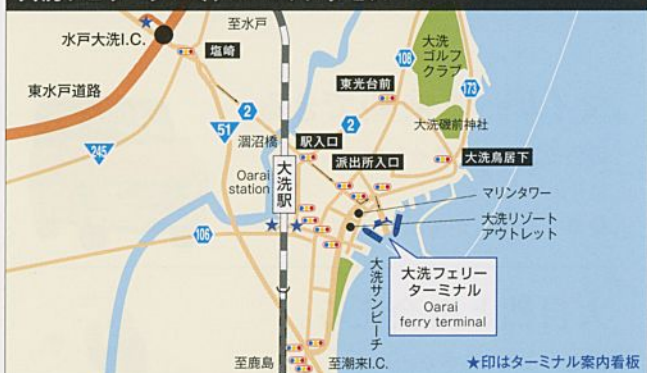 水戸大洗I.C.
至水戸
塩崎
東水戸道路
245
51
2
涸沼橋
Oarai
station
大洗駅
駅入口
派出所入口
2
東光台前
108
大洗
ゴルフ
クラブ
173
大洗磯前神社
大洗鳥居下
マリンタワー
大洗リゾート
アウトレット
106
大洗サンビーチ
大洗フェリー
ターミナル
Oarai
ferry terminal
至鹿島
至潮来I.C.
★印はターミナル案内看板